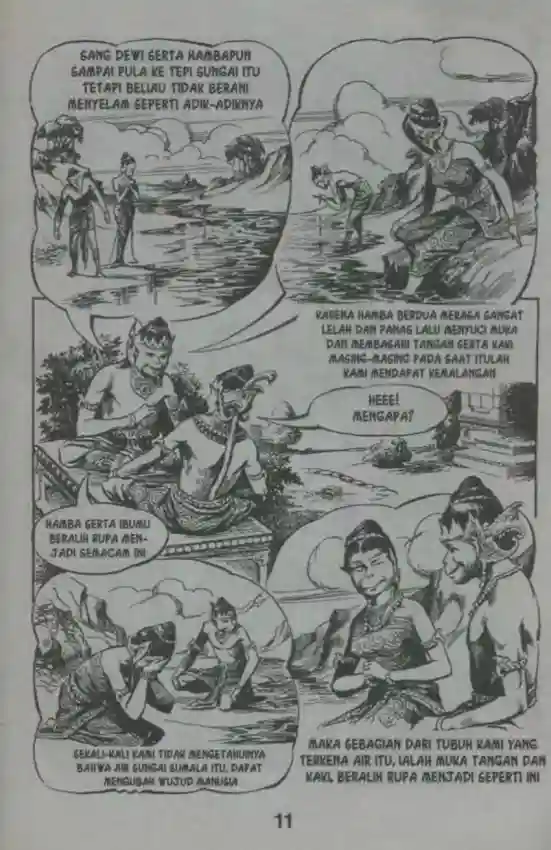 SANG DEWI SERTA HAMBAPUN
SAMPAI PULA KE TEPI SUNGAI ITU
TETAPI BELIAU TIDAK BERANI
MENYELAM SEPERTI ADIK-ADIKNYA
KARENA HAMBA BERDUA MERASA SANGAT
LELAH DAN PANAS LALU MENYUCI MUKA
DAN MEMBASAHI TANGAN SERTA KAKI
MASING-MASING PADA SAAT ITULAH
KAMI MENDAPAT KEMALANGAN
HEEE!
MENGAPA?
HAMBA SERTA IBUMU
BERALIH RUPA MEN-
JADI SEMACAM INI
SEKALI-KALI KAMI TIDAK MENGETAHUINYA
BAHWA AIR SUNGAI SUMALA ITU, DAPAT
MENGUBAH WUJUD MANUSIA
MAKA SEBAGIAN DARI TUBUH KAMI YANG
TERKENA AIR ITU, IALAH MUKA TANGAN DAN
KAKI, BERALIH RUPA MENJADI SEPERTI INI
11